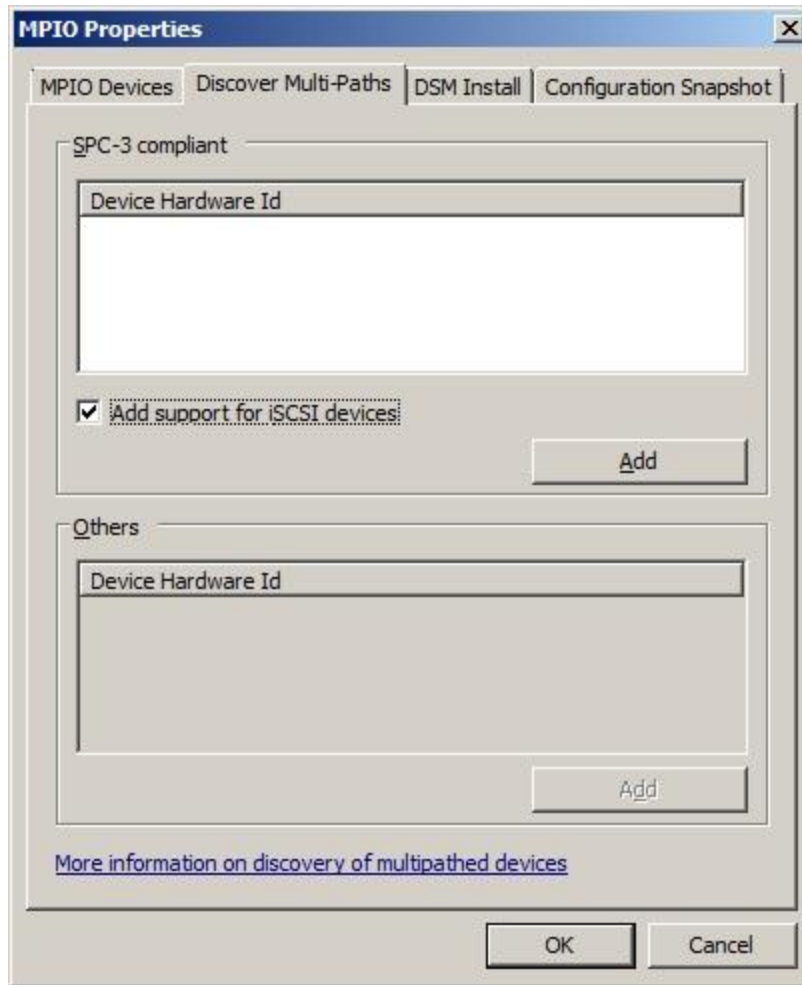 MPIO Properties
MPIO Devices Discover Multi-Paths DSM Install Configuration Snapshot
SPC-3 compliant
Device Hardware Id
Add support for iSCSI devices
Add
Others
Device Hardware Id
Add
More information on discovery of multipathed devices
OK Cancel